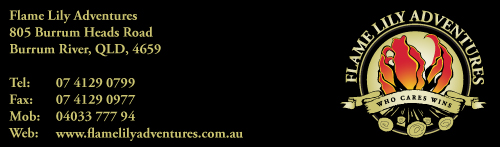 Flame Lily Adventures
805 Burrum Heads Road
Burrum River, QLD, 4659
Tel: 07 4129 0799
Fax: 07 4129 0977
Mob: 04033 777 94
Web: www.flamelilyadventures.com.au
FLAME LILY ADVENTURES
WHO CARES WINS